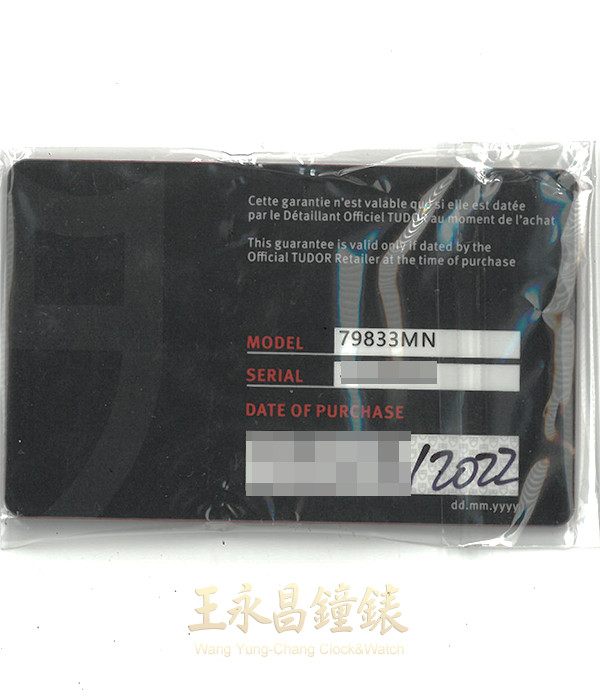 Cette garantie n'est valable que si elle est datée
par le Détaillant Officiel TUDOR au moment de l'achat
This guarantee is valid only if dated by the
Official TUDOR Retailer at the time of purchase
MODEL 79833MN
SERIAL
DATE OF PURCHASE
/2022
dd.mm.yyyy
王永昌鐘錶
Wang Yung-Chang Clock&Watch